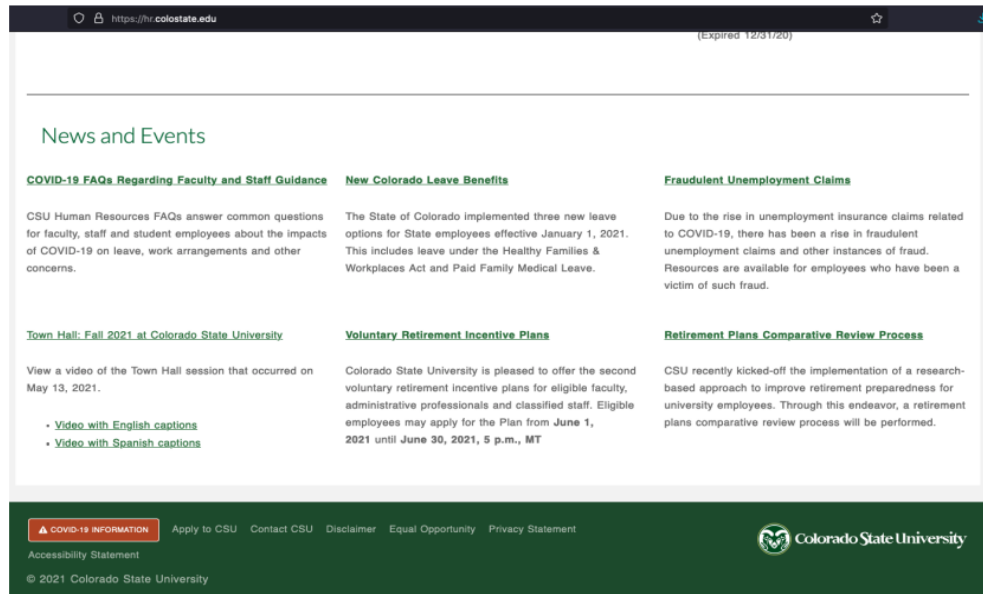 https://hr.colostate.edu
(Expired 12/31/20)
News and Events
COVID-19 FAQs Regarding Faculty and Staff Guidance
CSU Human Resources FAQs answer common questions
for faculty, staff and student employees about the impacts
of COVID-19 on leave, work arrangements and other
concerns.
New Colorado Leave Benefits
The State of Colorado implemented three new leave
options for State employees effective January 1, 2021.
This includes leave under the Healthy Families &
Workplaces Act and Paid Family Medical Leave.
Fraudulent Unemployment Claims
Due to the rise in unemployment insurance claims related
to COVID-19, there has been a rise in fraudulent
unemployment claims and other instances of fraud.
Resources are available for employees who have been a
victim of such fraud.
Town Hall: Fall 2021 at Colorado State University
View a video of the Town Hall session that occurred on
May 13, 2021.
• Video with English captions
• Video with Spanish captions
Voluntary Retirement Incentive Plans
Colorado State University is pleased to offer the second
voluntary retirement incentive plans for eligible faculty,
administrative professionals and classified staff. Eligible
employees may apply for the Plan from June 1,
2021 until June 30, 2021, 5 p.m., MT
Retirement Plans Comparative Review Process
CSU recently kicked-off the implementation of a research-
based approach to improve retirement preparedness for
university employees. Through this endeavor, a retirement
plans comparative review process will be performed.
COVID-19 INFORMATION Apply to CSU Contact CSU Disclaimer Equal Opportunity Privacy Statement
Accessibility Statement
© 2021 Colorado State University
Colorado State University